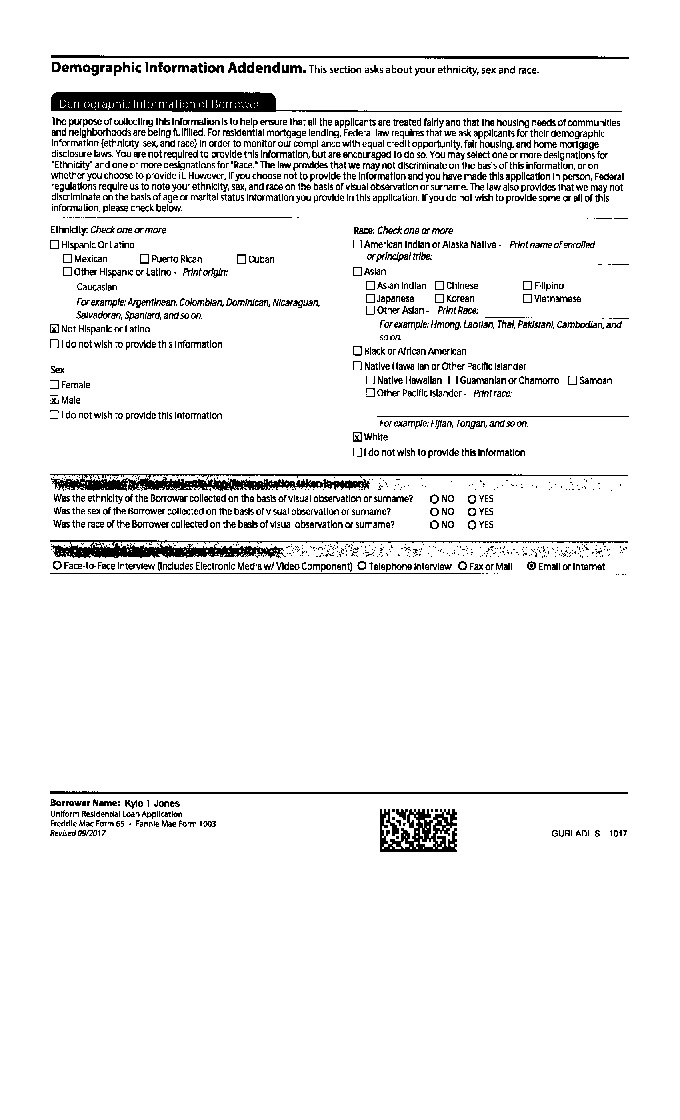 Demographic Information Addendum. This section asks about your ethnicity, sex and race.
Demographic Information of Borrower
The purpose of collecting this information is to help ensure that all the applicants are treated fairly and that the housing needs of communities
and neighborhoods are being fulfilled. For residential mortgage lending, Federal law requires that we ask applicants for their demographic
information (ethnicity, sex, and race) in order to monitor our compliance with equal credit opportunity, fair housing, and home mortgage
disclosure laws. You are not required to provide this information, but are encouraged to do so. You may select one or more designations for
"Ethnicity" and one or more designations for "Race." The law provides that we may not discriminate on the basis of this information, or on
whether you choose to provide it. However, if you choose not to provide the information and you have made this application in person, Federal
regulations require us to note your ethnicity, sex, and race on the basis of visual observation or surname. The law also provides that we may not
discriminate on the basis of age or marital status information you provide in this application. If you do not wish to provide some or all of this
information, please check below.
Ethnicity: Check one or more
Hispanic Or Latino
Mexican Puerto Rican Cuban
Other Hispanic or Latino - Print origin:
Caucasian
For example: Argentinean, Colombian, Dominican, Nicaraguan,
Salvadoran, Spaniard, and so on.
Not Hispanic or Latino
I do not wish to provide this information
Sex
Female
Male
I do not wish to provide this information
Race: Check one or more
American Indian or Alaska Native - Print name of enrolled
or principal tribe:
Asian
Asian Indian Chinese Filipino
Japanese Korean Vietnamese
Other Asian - Print Race:
For example: Hmong, Laotian, Thai, Pakistani, Cambodian, and
so on.
Black or African American
Native Hawaiian or Other Pacific Islander
Native Hawaiian Guamanian or Chamorro Samoan
Other Pacific Islander - Print race:
For example: Fijian, Tongan, and so on.
White
I do not wish to provide this information
Was the ethnicity of the Borrower collected on the basis of visual observation or surname? NO YES
Was the sex of the Borrower collected on the basis of visual observation or surname? NO YES
Was the race of the Borrower collected on the basis of visual observation or surname? NO YES
Face-to-Face Interview (Includes Electronic Media w/ Video Component) Telephone Interview Fax or Mail Email or Internet
Borrower Name: Kyle T Jones
Uniform Residential Loan Application
Freddie Mac Form 65 • Fannie Mae Form 1003
Revised 09/2017
GURLADL S 1017